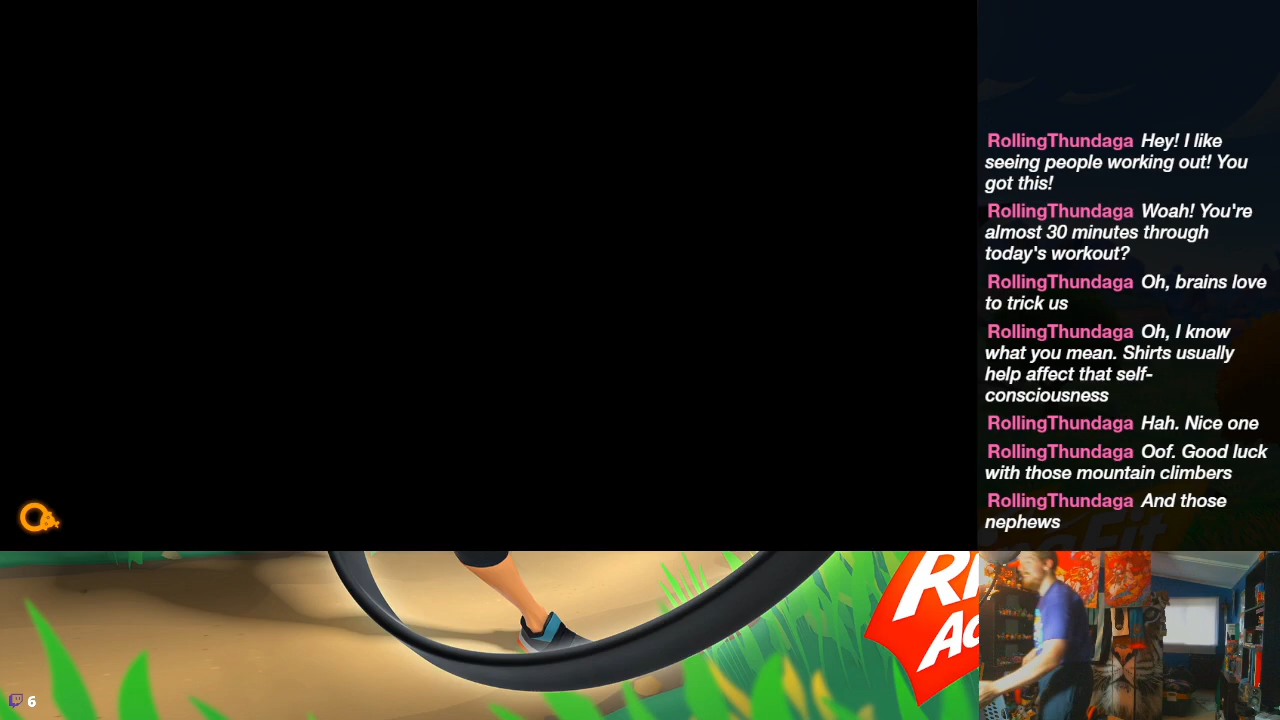 RollingThundaga Hey! I like
seeing people working out! You
got this!
RollingThundaga Woah! You're
almost 30 minutes through
today's workout?
RollingThundaga Oh, brains love
to trick us
RollingThundaga Oh, I know
what you mean. Shirts usually
help affect that self-
consciousness
RollingThundaga Hah. Nice one
RollingThundaga Oof. Good luck
with those mountain climbers
RollingThundaga And those
nephews
6